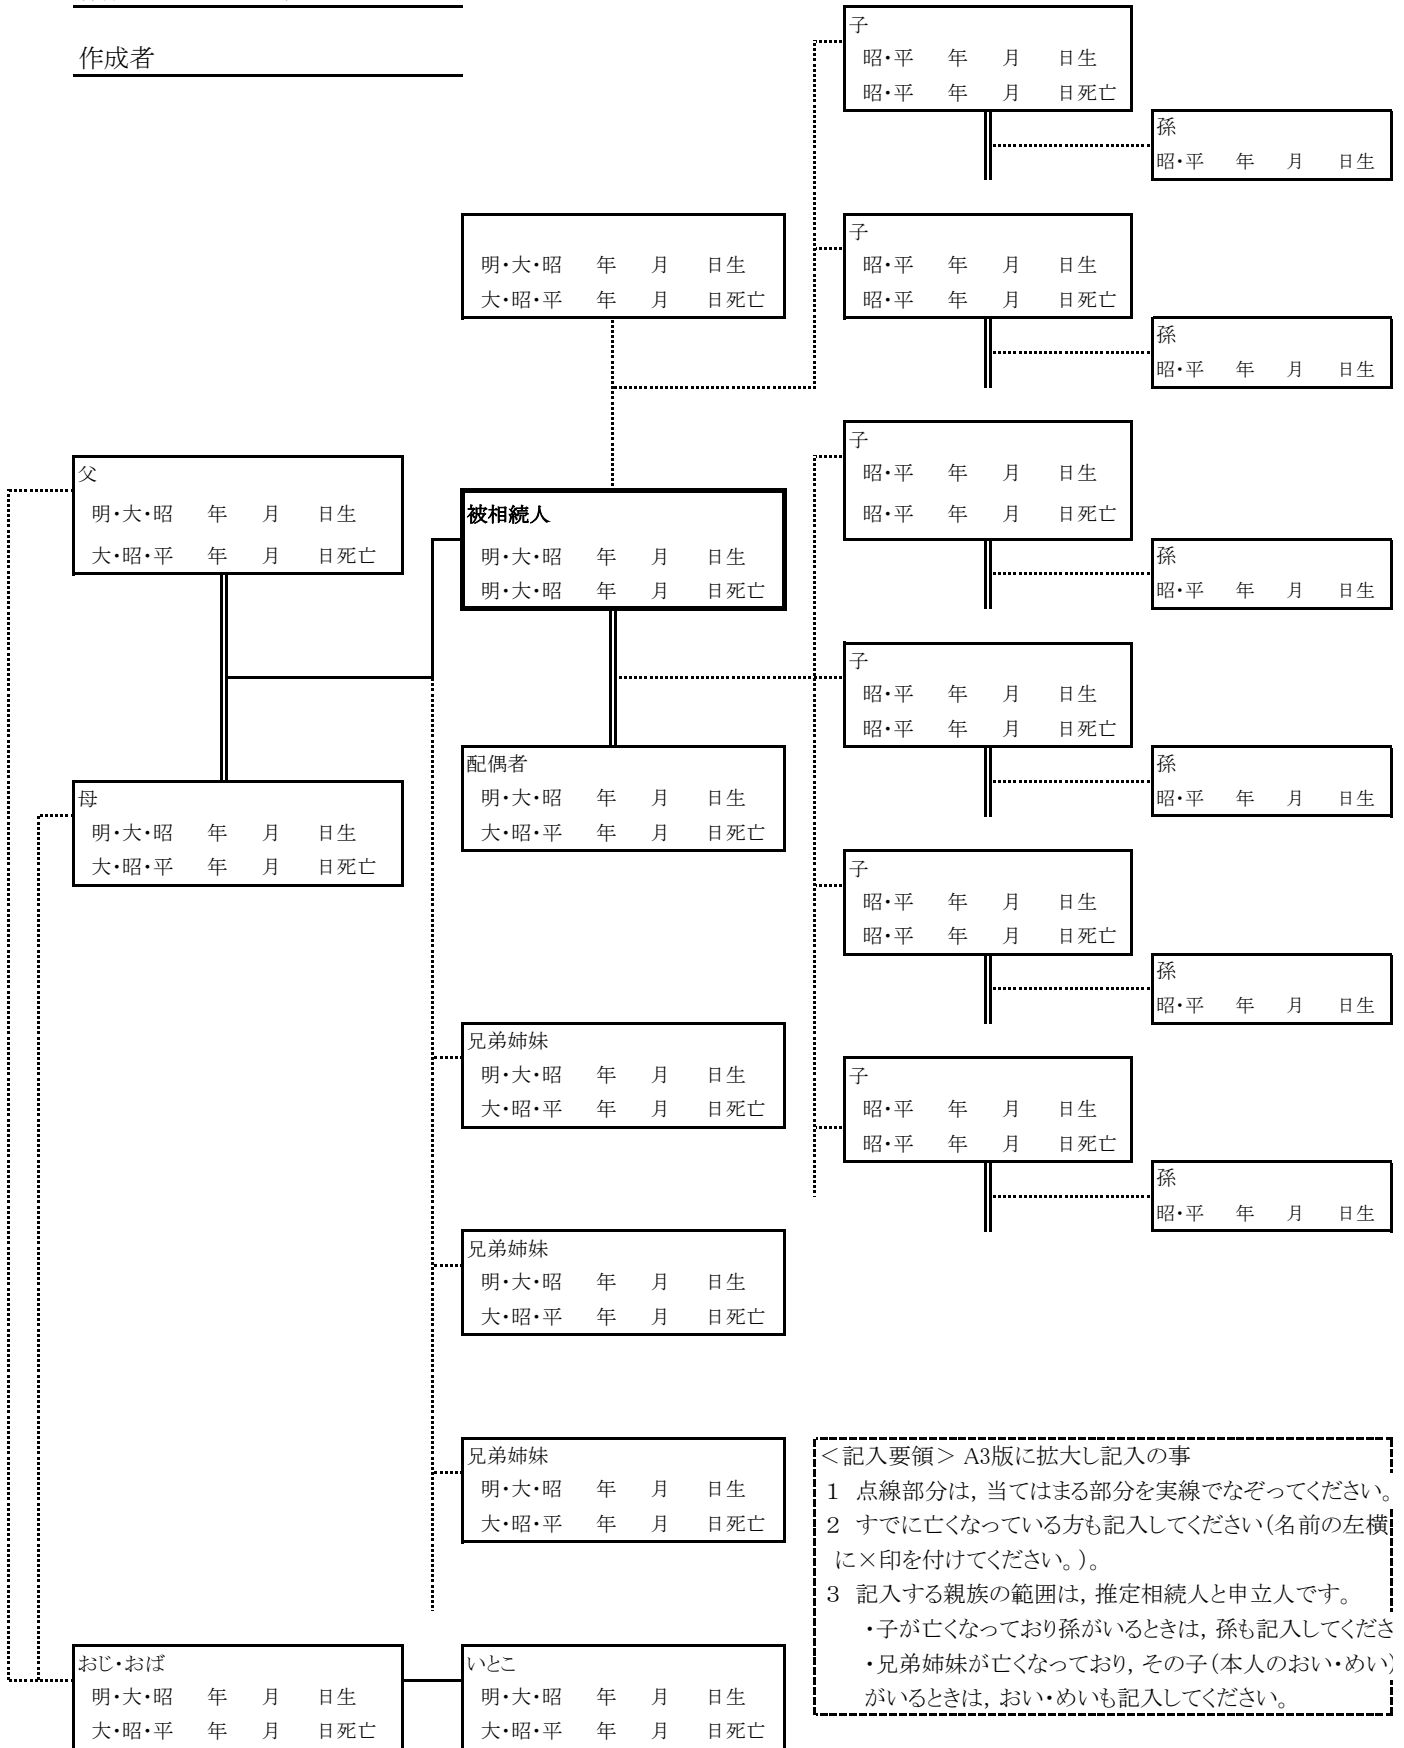 作成者
子
昭・平 年 月 日生
昭・平 年 月 日死亡
孫
昭・平 年 月 日生
明・大・昭 年 月 日生
大・昭・平 年 月 日死亡
子
昭・平 年 月 日生
昭・平 年 月 日死亡
孫
昭・平 年 月 日生
父
明・大・昭 年 月 日生
大・昭・平 年 月 日死亡
被相続人
明・大・昭 年 月 日生
明・大・昭 年 月 日死亡
子
昭・平 年 月 日生
昭・平 年 月 日死亡
孫
昭・平 年 月 日生
子
昭・平 年 月 日生
昭・平 年 月 日死亡
孫
昭・平 年 月 日生
配偶者
明・大・昭 年 月 日生
大・昭・平 年 月 日死亡
母
明・大・昭 年 月 日生
大・昭・平 年 月 日死亡
子
昭・平 年 月 日生
昭・平 年 月 日死亡
孫
昭・平 年 月 日生
兄弟姉妹
明・大・昭 年 月 日生
大・昭・平 年 月 日死亡
子
昭・平 年 月 日生
昭・平 年 月 日死亡
孫
昭・平 年 月 日生
兄弟姉妹
明・大・昭 年 月 日生
大・昭・平 年 月 日死亡
兄弟姉妹
明・大・昭 年 月 日生
大・昭・平 年 月 日死亡
＜記入要領＞ A3版に拡大し記入の事
1 点線部分は，当てはまる部分を実線でなぞってください。
2 すでに亡くなっている方も記入してください（名前の左横
に×印を付けてください。）。
3 記入する親族の範囲は，推定相続人と申立人です。
・子が亡くなっており孫がいるときは，孫も記入してくださ
・兄弟姉妹が亡くなっており，その子（本人のおい・めい）
がいるときは，おい・めいも記入してください。
おじ・おば
明・大・昭 年 月 日生
大・昭・平 年 月 日死亡
いとこ
明・大・昭 年 月 日生
大・昭・平 年 月 日死亡